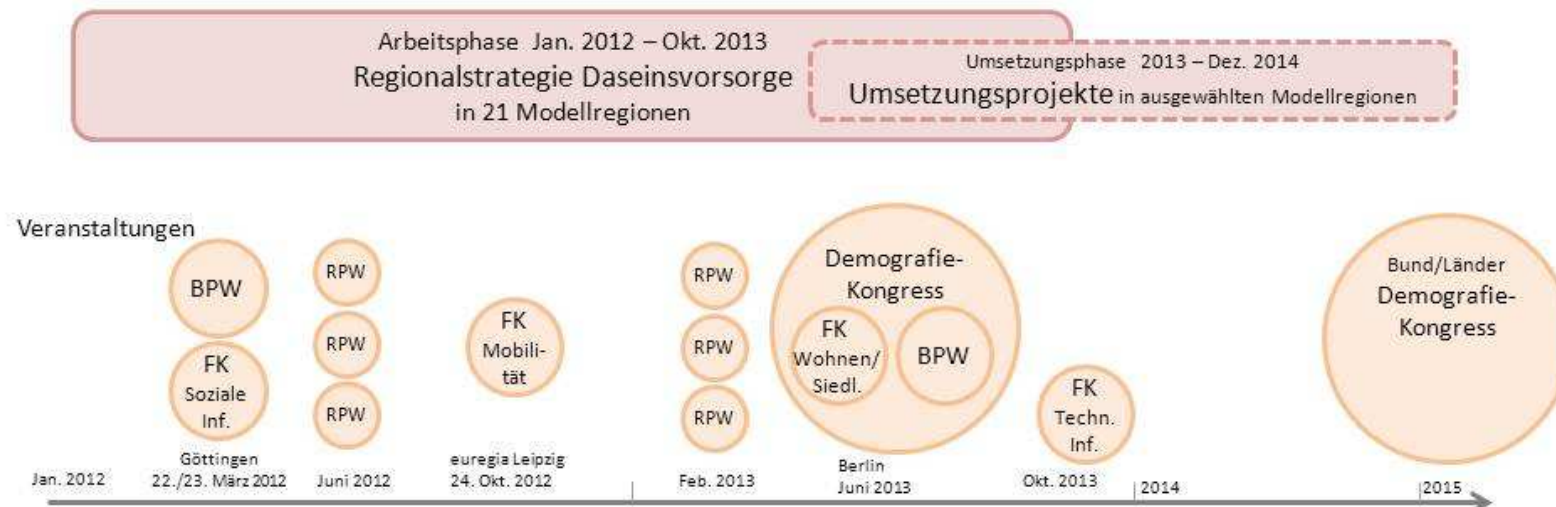 Arbeitsphase Jan. 2012 – Okt. 2013
Regionalstrategie Daseinsvorsorge
in 21 Modellregionen
Umsetzungsphase 2013 – Dez. 2014
Umsetzungsprojekte in ausgewählten Modellregionen
Veranstaltungen
BPW
FK
Soziale
Inf.
Göttingen
22./23. März 2012
RPW
RPW
RPW
Juni 2012
FK
Mobili-
tät
euregia Leipzig
24. Okt. 2012
RPW
RPW
RPW
Feb. 2013
Demografie-
Kongress
FK
Wohnen/
Siedl.
BPW
Berlin
Juni 2013
FK
Techn.
Inf.
Okt. 2013
Bund/Länder
Demografie-
Kongress
Jan. 2012
2014
2015